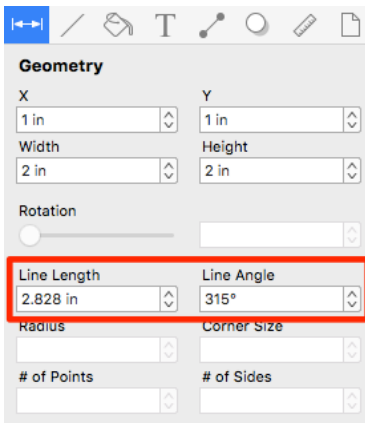 T
Geometry
X Y
1 in 1 in
Width Height
2 in 2 in
Rotation
Line Length Line Angle
2.828 in 315°
Radius Corner Size
# of Points # of Sides